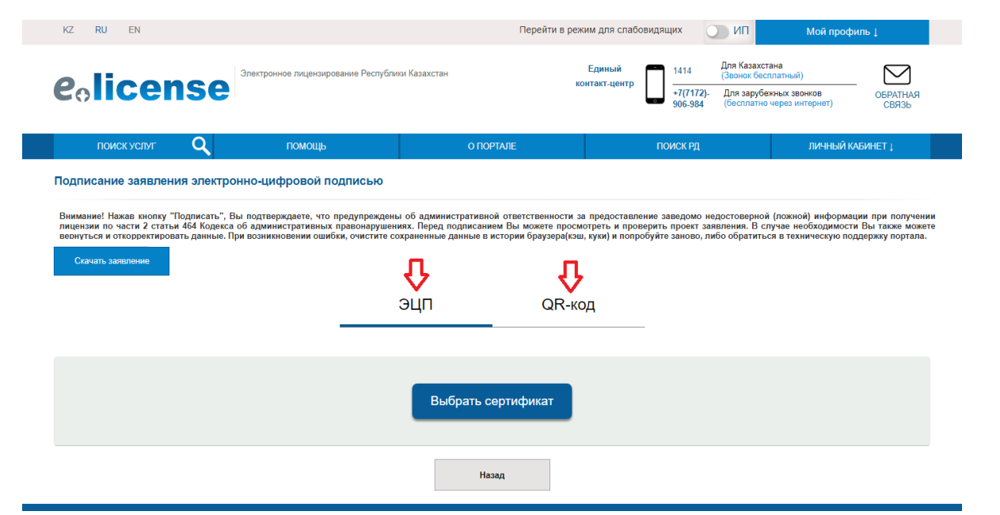 KZ RU EN Перейти в режим для слабовидящих ИП Мой профиль ↓
e.license
Электронное лицензирование Республики Казахстан
Единый
контакт-центр
1414
Для Казахстана
(Звонок бесплатный)
+7(7172)-
906-984
Для зарубежных звонков
(бесплатно через интернет)
ОБРАТНАЯ
СВЯЗЬ
ПОИСК УСЛУГ ПОМОЩЬ О ПОРТАЛЕ ПОИСК РД ЛИЧНЫЙ КАБИНЕТ ↓
Подписание заявления электронно-цифровой подписью
Внимание! Нажав кнопку "Подписать", Вы подтверждаете, что предупреждены об административной ответственности за предоставление заведомо недостоверной (ложной) информации при получении
лицензии по части 2 статьи 464 Кодекса об административных правонарушениях. Перед подписанием Вы можете просмотреть и проверить проект заявления. В случае необходимости Вы также можете
вернуться и откорректировать данные. При возникновении ошибки, очистите сохраненные данные в истории браузера(кэш, куки) и попробуйте заново, либо обратиться в техническую поддержку портала.
Скачать заявление
ЭЦП QR-код
Выбрать сертификат
Назад